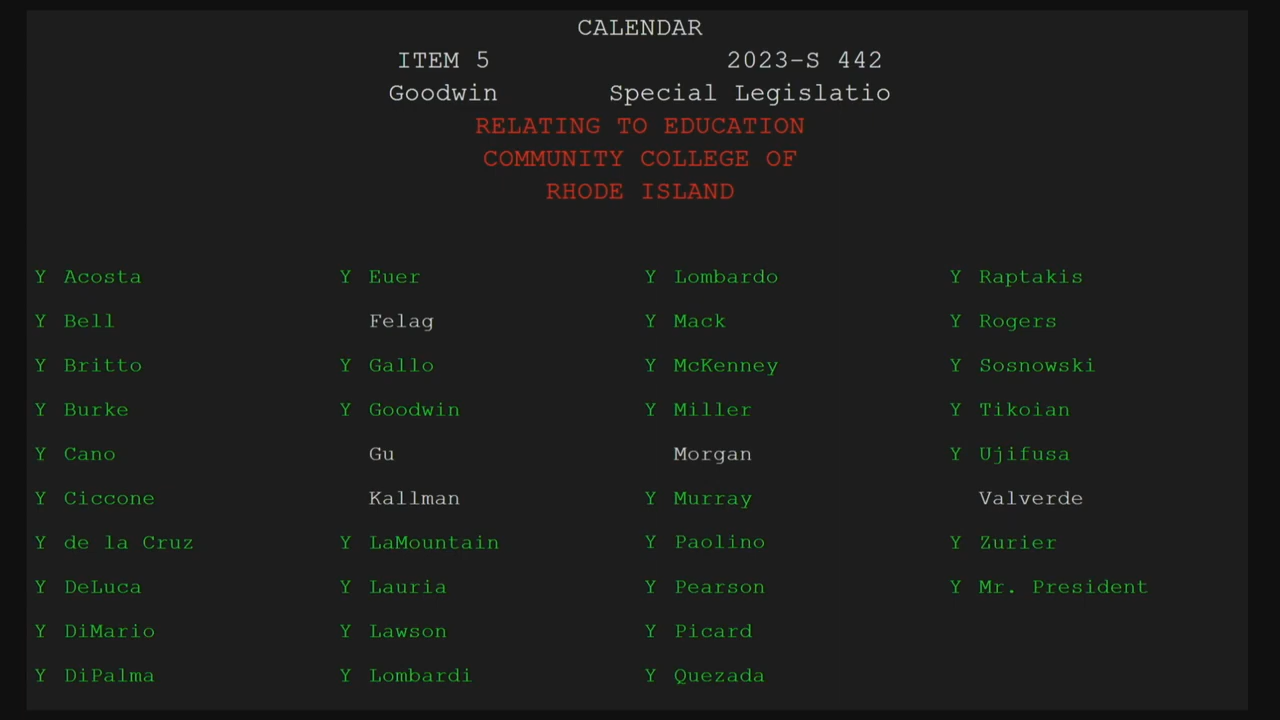 CALENDAR
ITEM 5 2023-S 442
Goodwin Special Legislatio
RELATING TO EDUCATION
COMMUNITY COLLEGE OF
RHODE ISLAND
Y Acosta Y Euer Y Lombardo Y Raptakis
Y Bell Felag Y Mack Y Rogers
Y Britto Y Gallo Y McKenney Y Sosnowski
Y Burke Y Goodwin Y Miller Y Tikoian
Y Cano Gu Morgan Y Ujifusa
Y Ciccone Kallman Y Murray Valverde
Y de la Cruz Y LaMountain Y Paolino Y Zurier
Y DeLuca Y Lauria Y Pearson Y Mr. President
Y DiMario Y Lawson Y Picard
Y DiPalma Y Lombardi Y Quezada